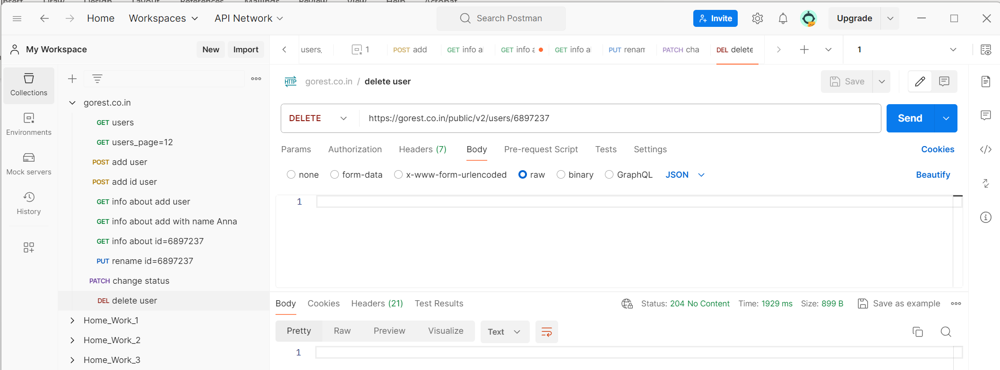 Home Workspaces API Network Search Postman Invite Upgrade
My Workspace New Import
users, 1 POST add GET info a GET info a GET info a PUT renam PATCH cha DEL delete 1
Collections
Environments
Mock servers
History
gorest.co.in
GET users
GET users_page=12
POST add user
POST add id user
GET info about add user
GET info about add with name Anna
GET info about id=6897237
PUT rename id=6897237
PATCH change status
DEL delete user
Home_Work_1
Home_Work_2
Home_Work_3
HTTP gorest.co.in / delete user Save
DELETE https://gorest.co.in/public/v2/users/6897237 Send
Params Authorization Headers (7) Body Pre-request Script Tests Settings Cookies
none form-data x-www-form-urlencoded raw binary GraphQL JSON Beautify
1
Body Cookies Headers (21) Test Results Status: 204 No Content Time: 1929 ms Size: 899 B Save as example
Pretty Raw Preview Visualize Text
1